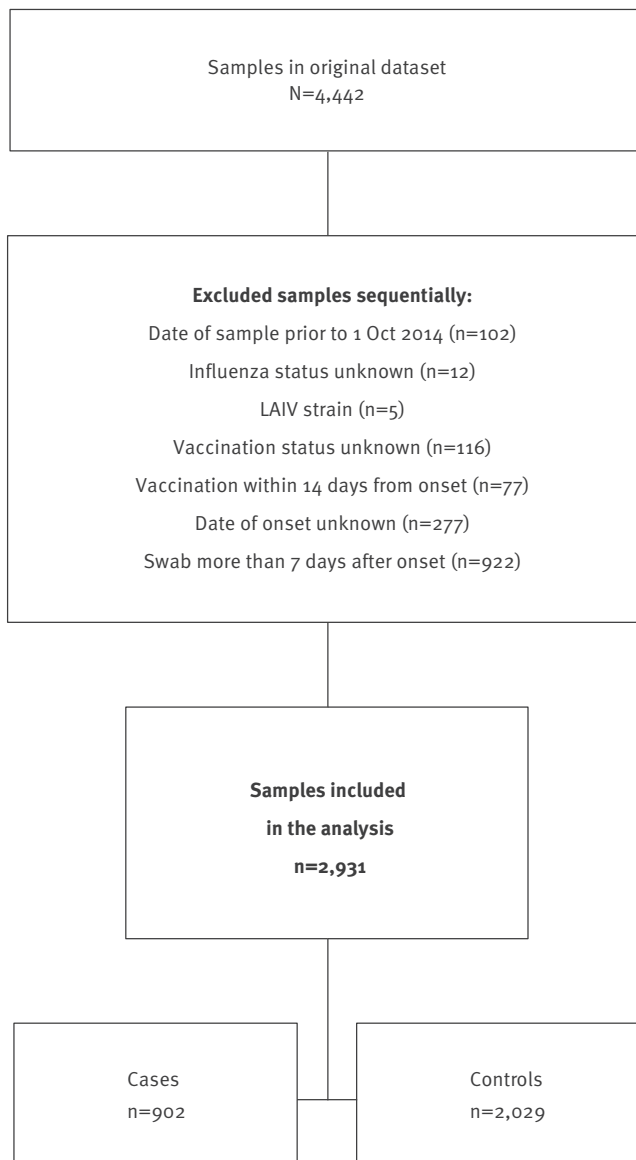 Samples in original dataset
N=4,442
Excluded samples sequentially:
Date of sample prior to 1 Oct 2014 (n=102)
Influenza status unknown (n=12)
LAIV strain (n=5)
Vaccination status unknown (n=116)
Vaccination within 14 days from onset (n=77)
Date of onset unknown (n=277)
Swab more than 7 days after onset (n=922)
Samples included
in the analysis
n=2,931
Cases
n=902
Controls
n=2,029